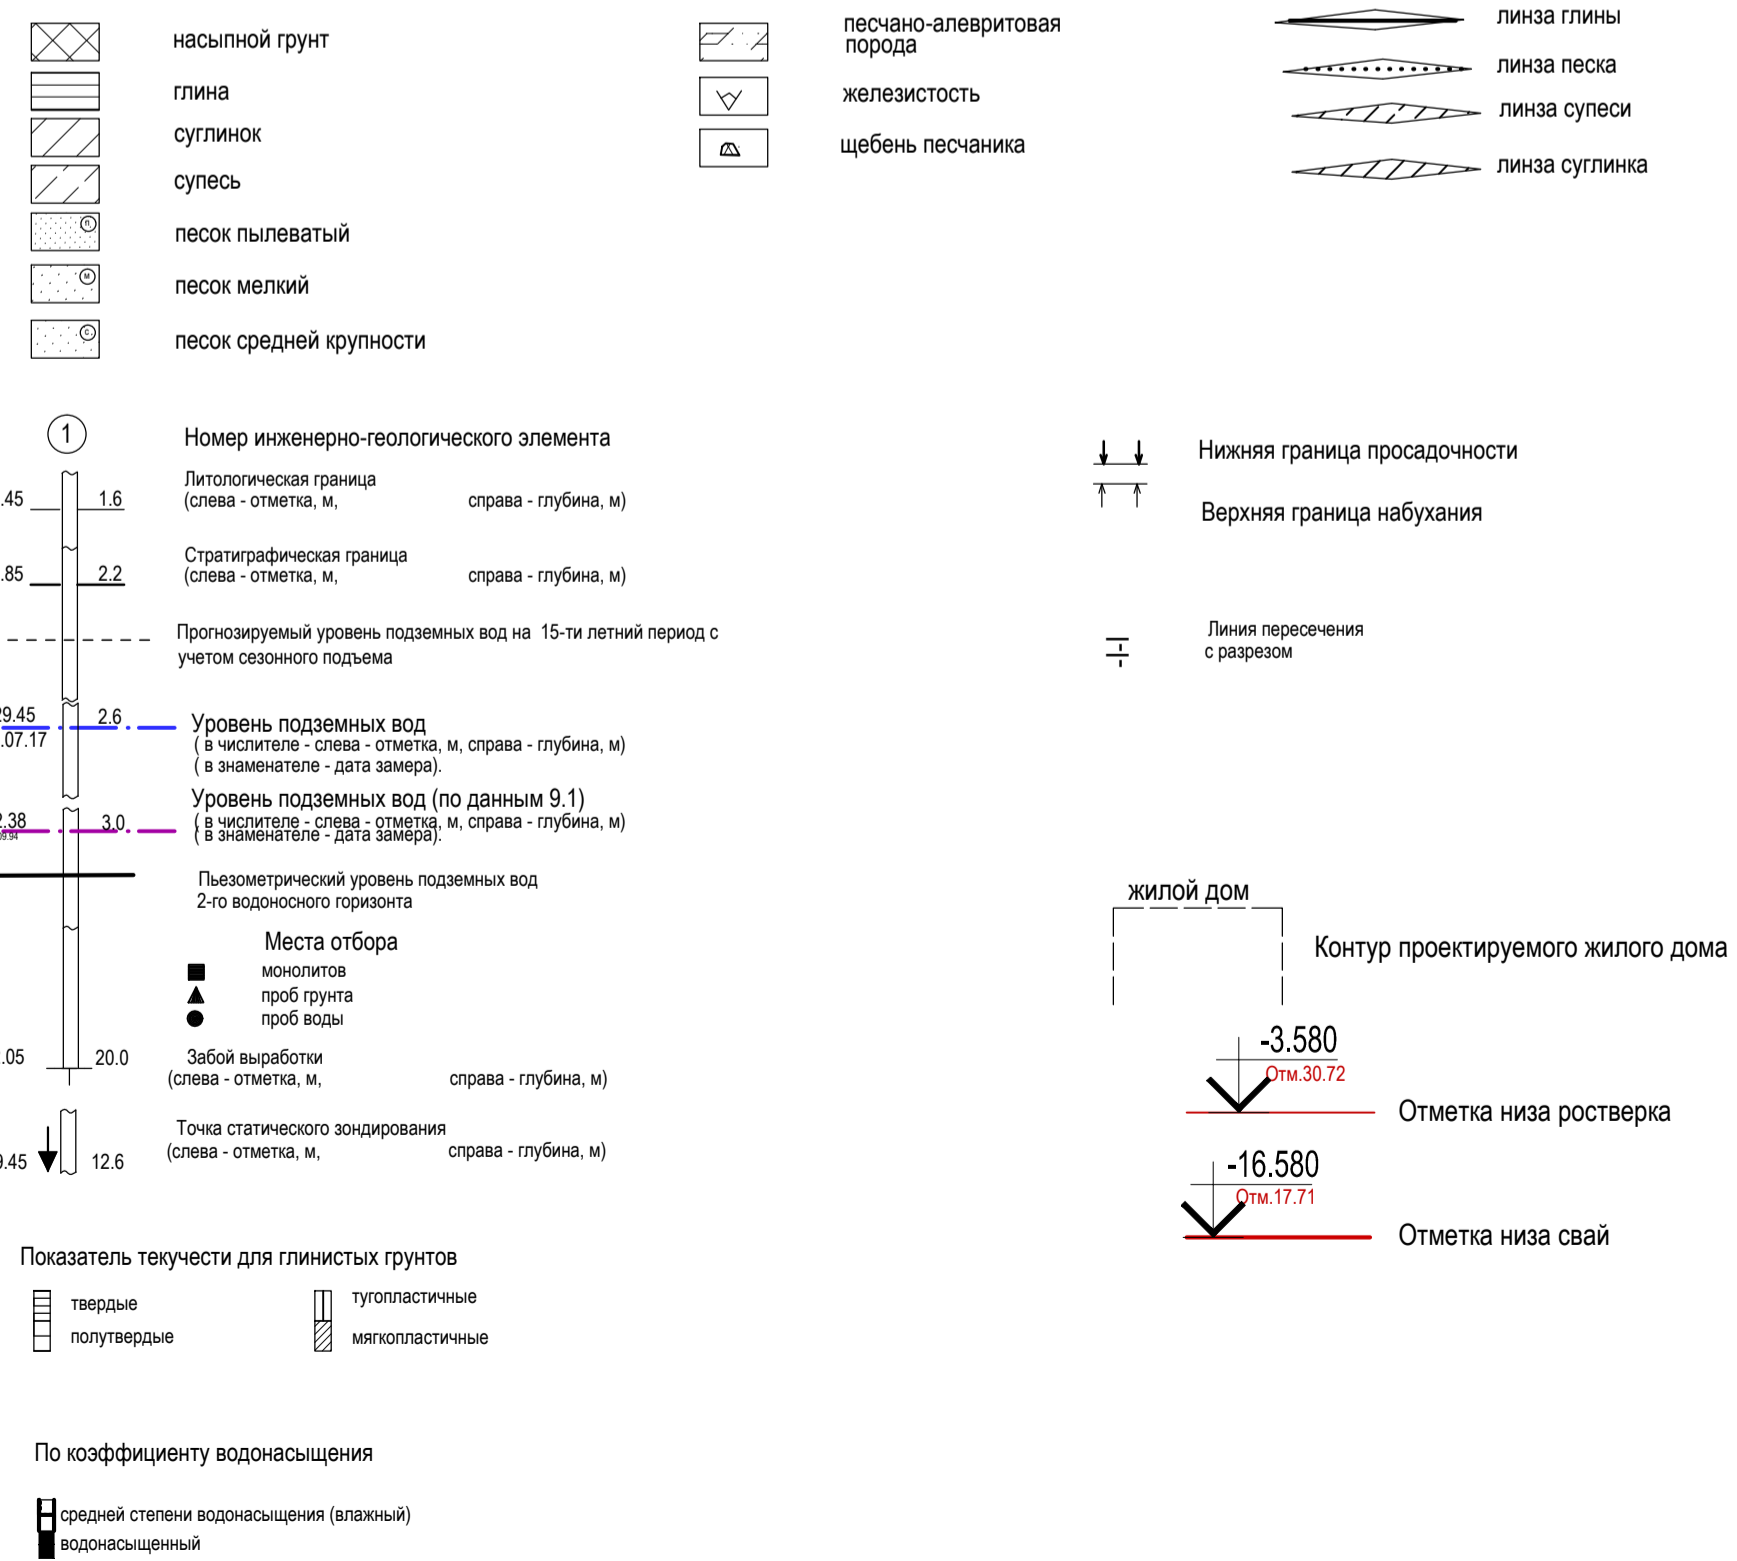 насыпной грунт
глина
суглинок
супесь
п
песок пылеватый
м
песок мелкий
с
песок средней крупности
песчано-алевритовая
порода
железистость
щебень песчаника
линза глины
линза песка
линза супеси
линза суглинка
1
Номер инженерно-геологического элемента
.45 1.6
Литологическая граница
(слева - отметка, м, справа - глубина, м)
.85 2.2
Стратиграфическая граница
(слева - отметка, м, справа - глубина, м)
Прогнозируемый уровень подземных вод на 15-ти летний период с
учетом сезонного подъема
29.45 2.6
.07.17
Уровень подземных вод
( в числителе - слева - отметка, м, справа - глубина, м)
( в знаменателе - дата замера).
2.38 3.0
09.94
Уровень подземных вод (по данным 9.1)
( в числителе - слева - отметка, м, справа - глубина, м)
( в знаменателе - дата замера).
Пьезометрический уровень подземных вод
2-го водоносного горизонта
Места отбора
монолитов
проб грунта
проб воды
.05 20.0
Забой выработки
(слева - отметка, м, справа - глубина, м)
9.45 12.6
Точка статического зондирования
(слева - отметка, м, справа - глубина, м)
Нижняя граница просадочности
Верхняя граница набухания
Линия пересечения
с разрезом
жилой дом
Контур проектируемого жилого дома
-3.580
Отм.30.72
Отметка низа ростверка
-16.580
Отм.17.71
Отметка низа свай
Показатель текучести для глинистых грунтов
твердые
полутвердые
тугопластичные
мягкопластичные
По коэффициенту водонасыщения
средней степени водонасыщения (влажный)
водонасыщенный